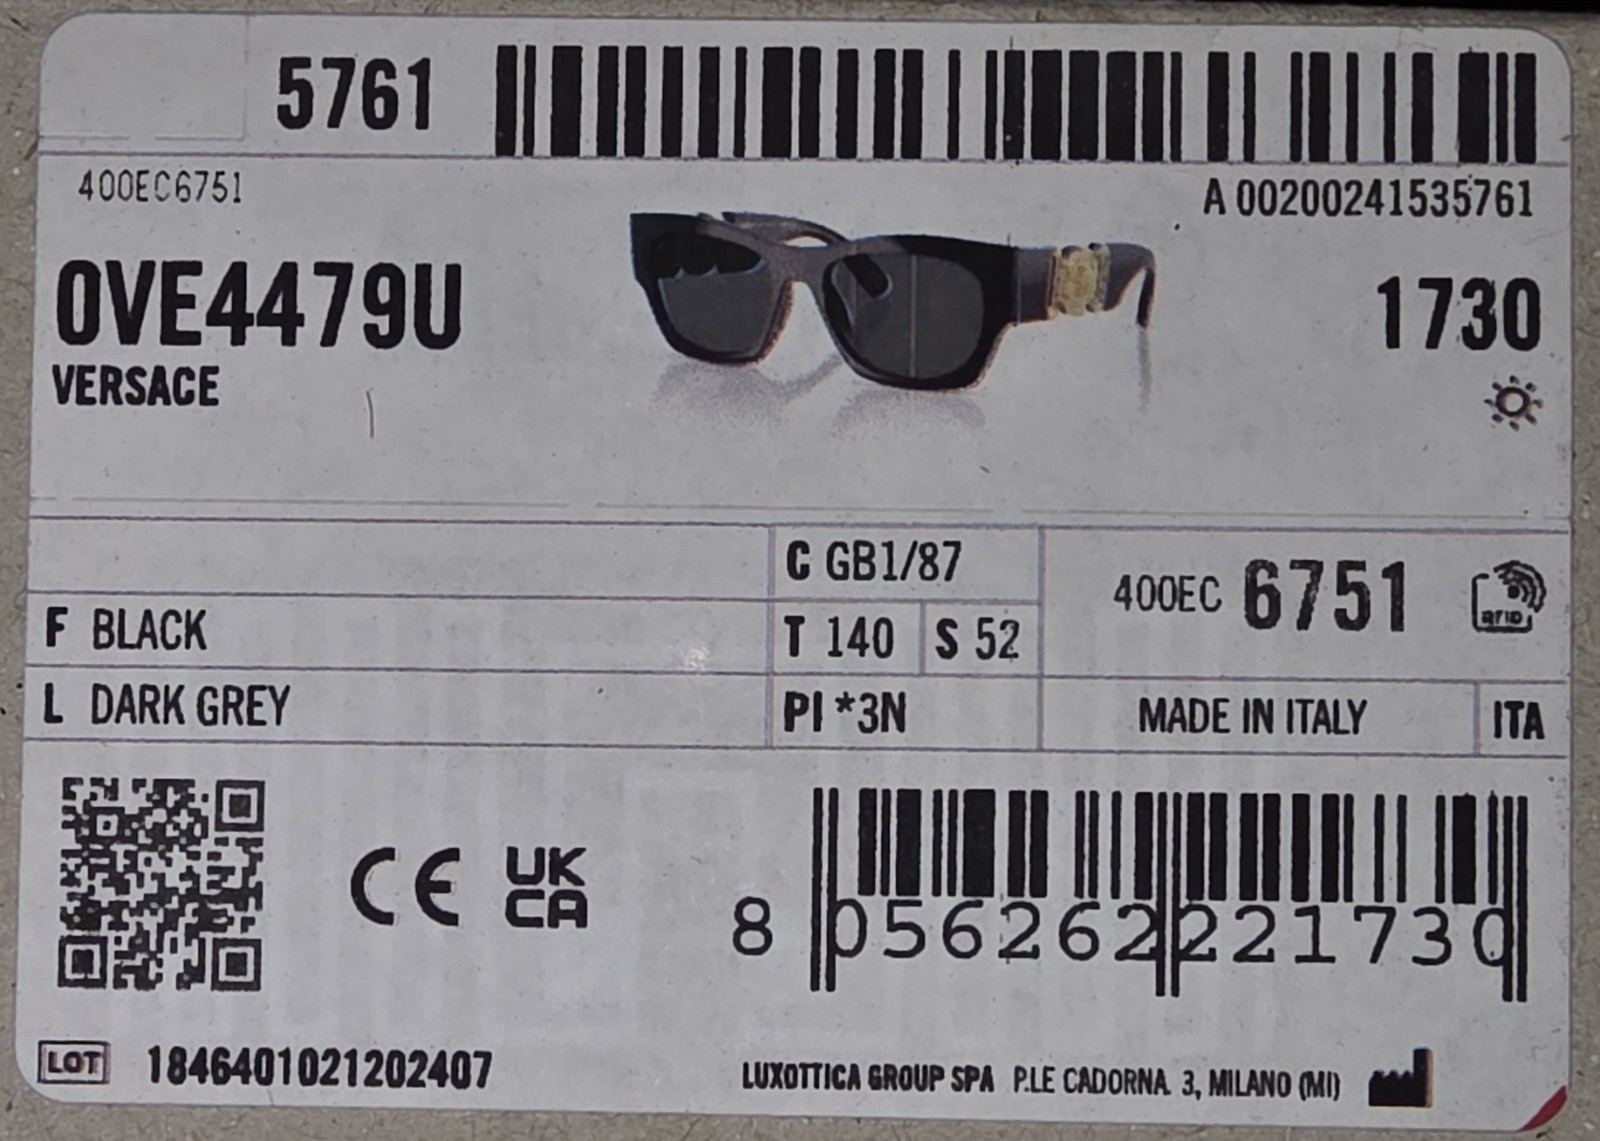 5761
400EC6751
A 00200241535761
0VE4479U
1730
VERSACE
C GB1/87
400EC 6751
RFID
F BLACK
T 140
S 52
L DARK GREY
PI *3N
MADE IN ITALY
ITA
CE
UK
CA
8 056262 221730
LOT 1846401021202407
LUXOTTICA GROUP SPA P.LE CADORNA. 3, MILANO (MI)